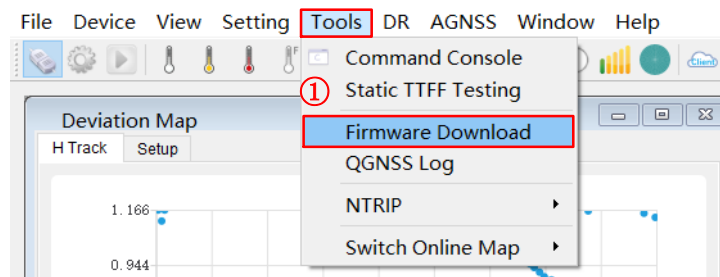 File Device View Setting Tools DR AGNSS Window Help
F
C
Client
Command Console
① Static TTFF Testing
Firmware Download
QGNSS Log
NTRIP
Switch Online Map
Deviation Map
H Track Setup
1.166
0.944